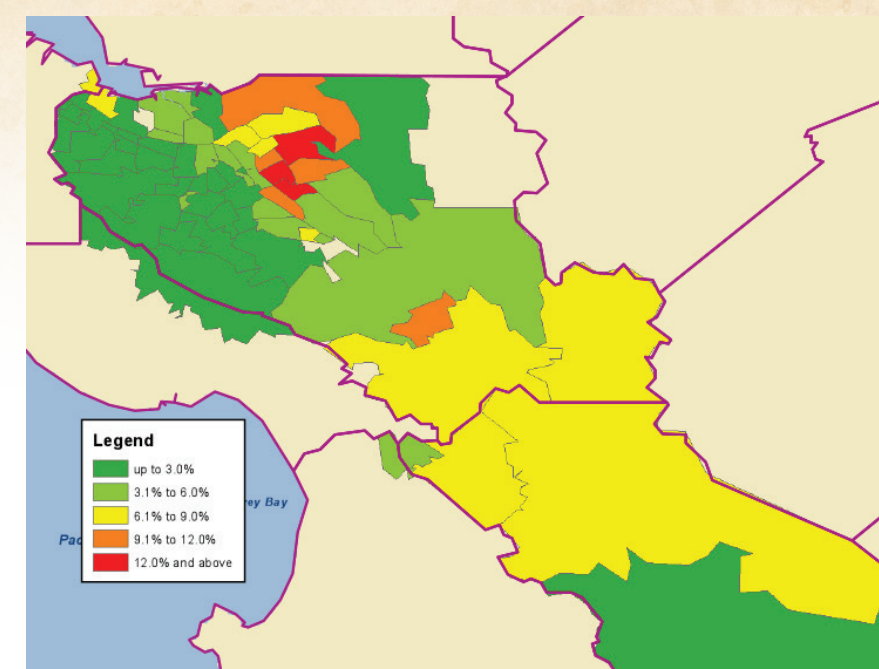 Legend
up to 3.0%
3.1% to 6.0%
6.1% to 9.0%
9.1% to 12.0%
12.0% and above
rey Bay
Pac